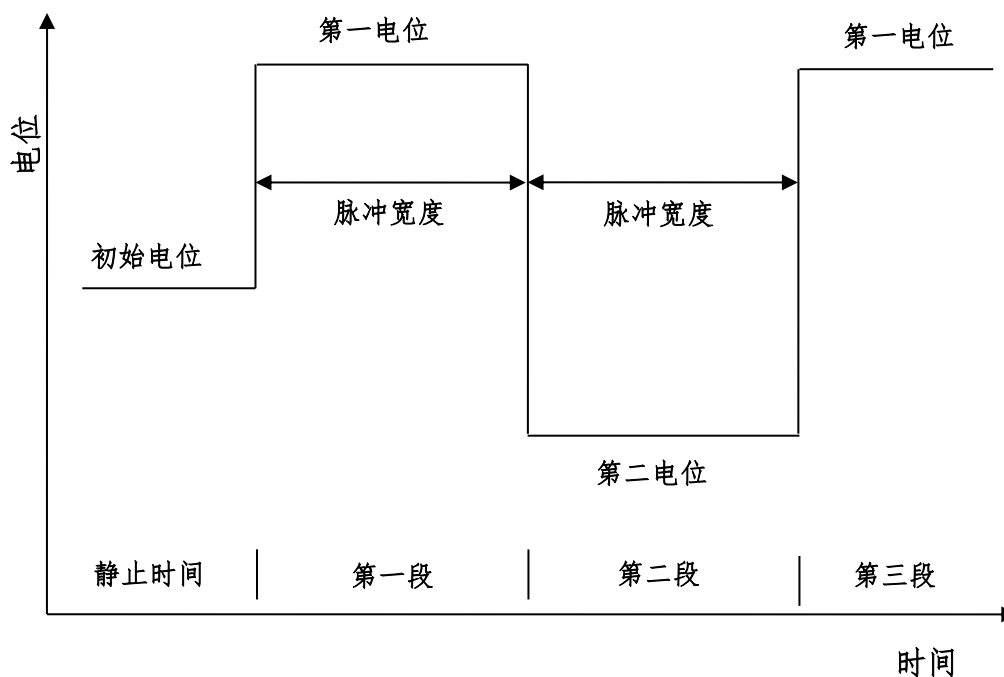 第一电位
第一电位
电位
脉冲宽度
脉冲宽度
初始电位
第二电位
静止时间
第一段
第二段
第三段
时间